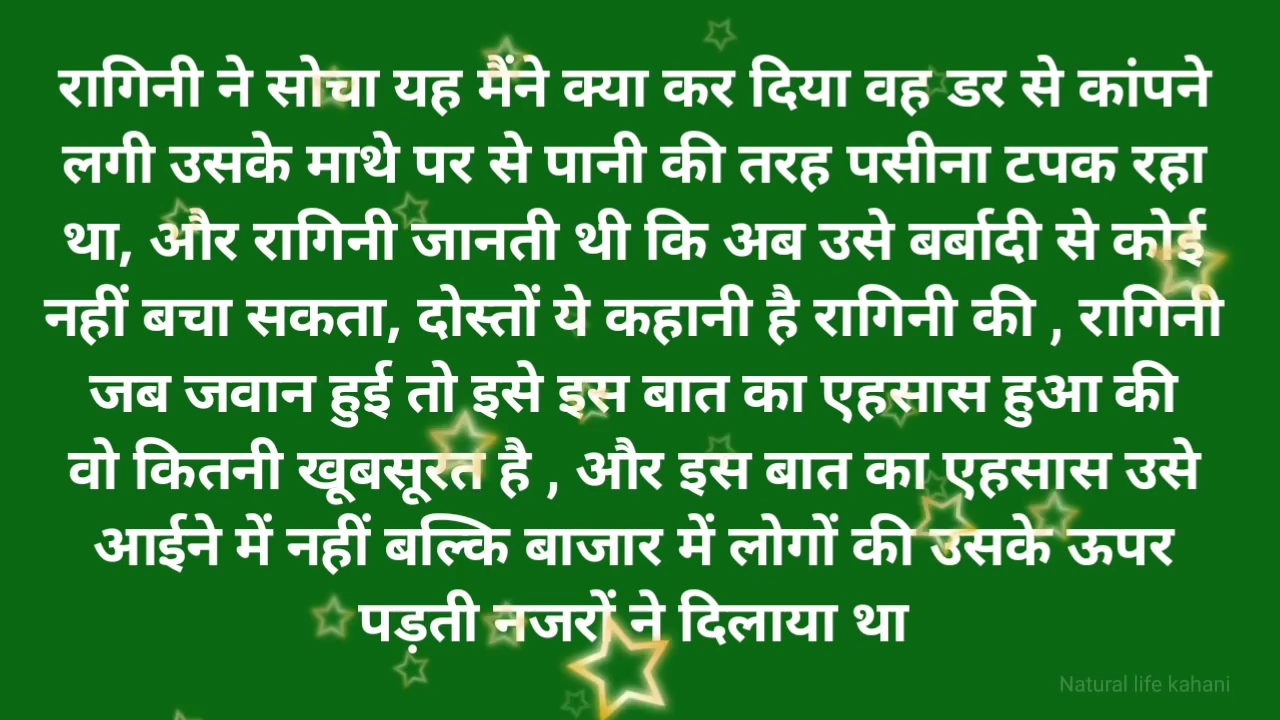 रागिनी ने सोचा यह मैंने क्या कर दिया वह डर से कांपने
लगी उसके माथे पर से पानी की तरह पसीना टपक रहा
था, और रागिनी जानती थी कि अब उसे बर्बादी से कोई
नहीं बचा सकता, दोस्तों ये कहानी है रागिनी की , रागिनी
जब जवान हुई तो इसे इस बात का एहसास हुआ की
वो कितनी खूबसूरत है , और इस बात का एहसास उसे
आईने में नहीं बल्कि बाजार में लोगों की उसके ऊपर
पड़ती नजरों ने दिलाया था
Natural life kahani